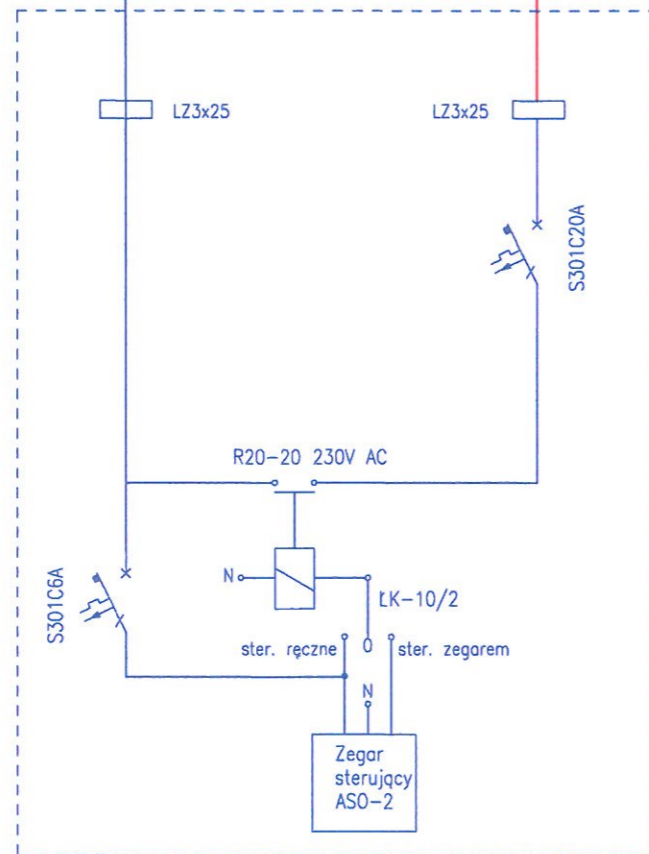 LZ3x25
LZ3x25
S301C20A
R20-20 230V AC
S301C6A
N
ŁK-10/2
ster. ręczne
0
ster. zegarem
N
Zegar
sterujący
ASO-2